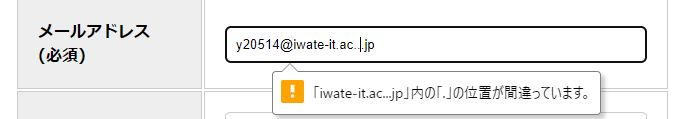 メールアドレス
(必須)
y20514@iwate-it.ac...jp
「iwate-it.ac...jp」内の「.」の位置が間違っています。